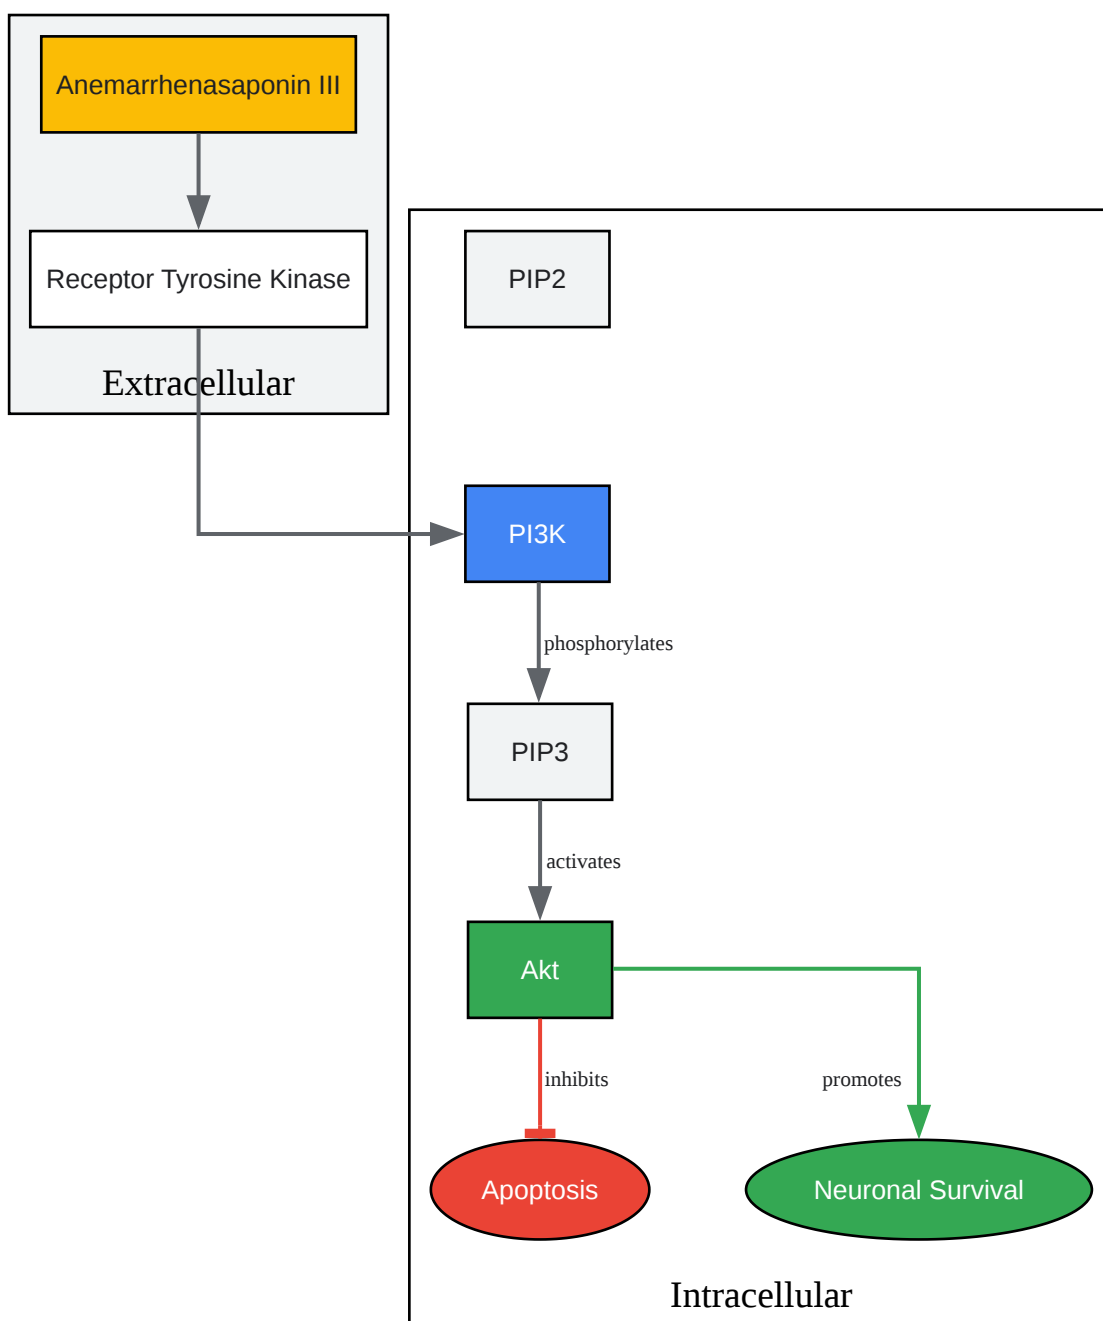 Anemarrhenasaponin III
Receptor Tyrosine Kinase
PIP2
Extracellular
PI3K
phosphorylates
PIP3
activates
Akt
inhibits
promotes
Apoptosis
Neuronal Survival
Intracellular